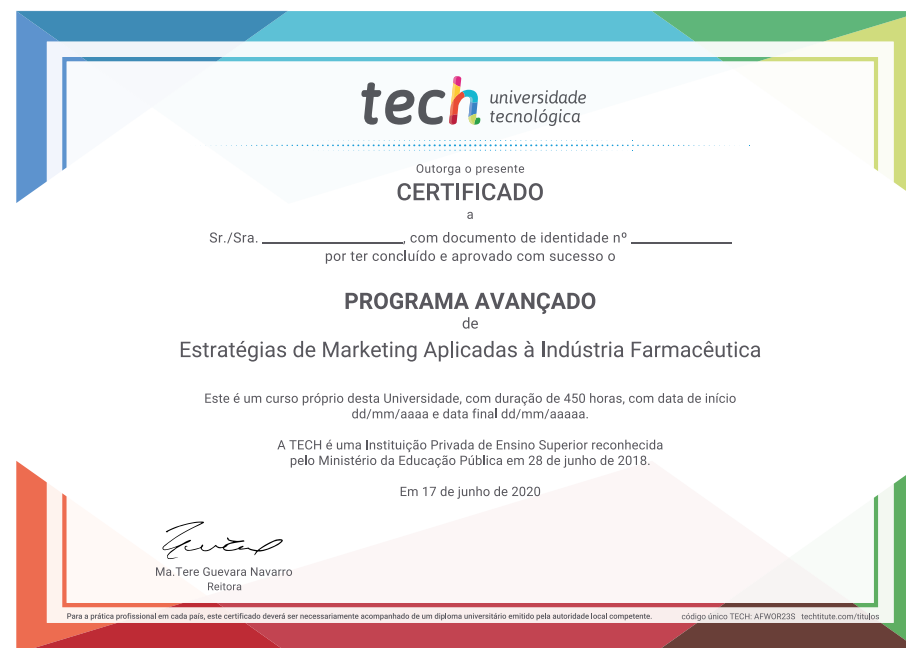 tech universidade
tecnológica
Outorga o presente
CERTIFICADO
a
Sr./Sra. ________________, com documento de identidade nº ____________
por ter concluído e aprovado com sucesso o
PROGRAMA AVANÇADO
de
Estratégias de Marketing Aplicadas à Indústria Farmacêutica
Este é um curso próprio desta Universidade, com duração de 450 horas, com data de início
dd/mm/aaaa e data final dd/mm/aaaaa.
A TECH é uma Instituição Privada de Ensino Superior reconhecida
pelo Ministério da Educação Pública em 28 de junho de 2018.
Em 17 de junho de 2020
Ma.Tere Guevara Navarro
Reitora
Para a prática profissional em cada país, este certificado deverá ser necessariamente acompanhado de um diploma universitário emitido pela autoridade local competente. código único TECH: AFWOR23S techtitute.com/titulos